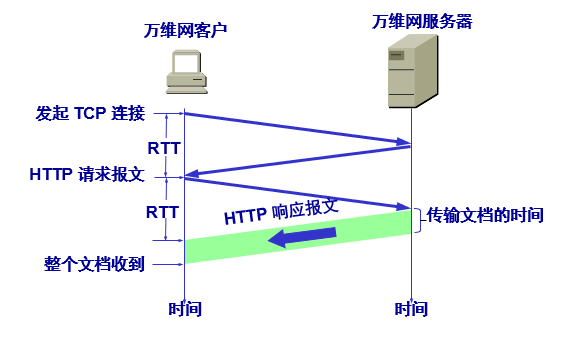 万维网客户
万维网服务器
发起 TCP 连接
RTT
HTTP 请求报文
RTT
HTTP 响应报文
传输文档的时间
整个文档收到
时间
时间